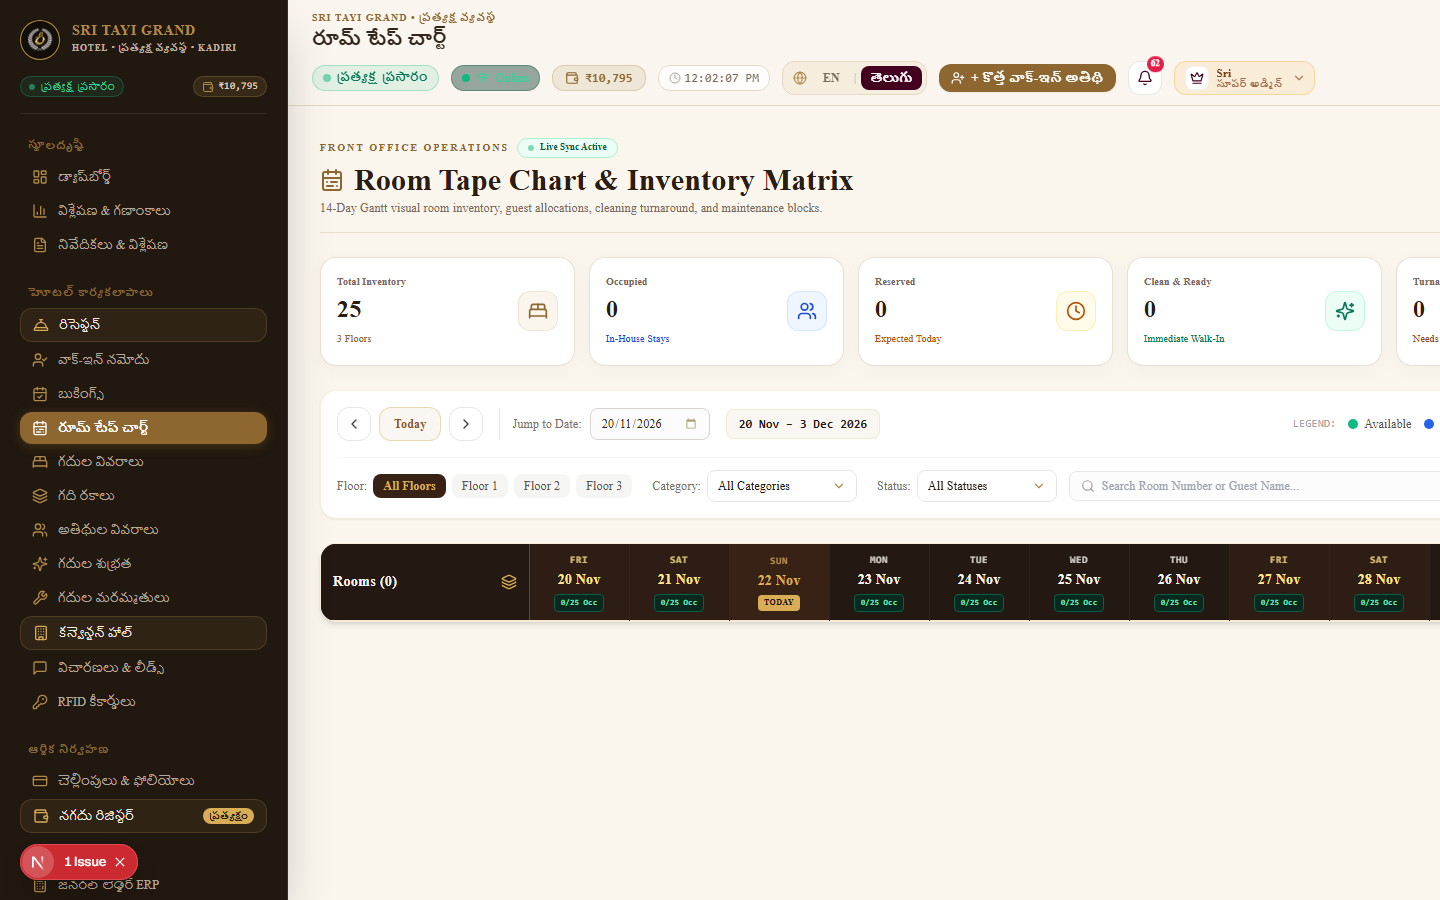 SRI TAYI GRAND
HOTEL • ప్రత్యక్ష వ్యవస్థ • KADIRI
ప్రత్యక్ష ప్రసారం
₹10,795
స్థూలదృష్టి
డ్యాష్‌బోర్డ్
విశ్లేషణ & గణాంకాలు
నివేదికలు & విశ్లేషణ
హోటల్ కార్యకలాపాలు
రిసెప్షన్
వాక్-ఇన్ నమోదు
బుకింగ్స్
రూమ్ టేప్ చార్ట్
గదుల వివరాలు
గది రకాలు
అతిథుల వివరాలు
గదుల శుభ్రత
గదుల మరమ్మతులు
కన్వెన్షన్ హాల్
విచారణలు & లీడ్స్
RFID కీకార్డులు
ఆర్థిక నిర్వహణ
చెల్లింపులు & ఫోలియోలు
నగదు రిజిస్టర్
ప్రత్యక్షం
1 Issue
జనరల్ లెడ్జర్ ERP
SRI TAYI GRAND • ప్రత్యక్ష వ్యవస్థ
రూమ్ టేప్ చార్ట్
ప్రత్యక్ష ప్రసారం
₹10,795
12:02:07 PM
EN
తెలుగు
+ కొత్త వాక్-ఇన్ అతిథి
62
Sri
సూపర్ అడ్మిన్
FRONT OFFICE OPERATIONS
Live Sync Active
Room Tape Chart & Inventory Matrix
14-Day Gantt visual room inventory, guest allocations, cleaning turnaround, and maintenance blocks.
Total Inventory
25
3 Floors
Occupied
0
In-House Stays
Reserved
0
Expected Today
Clean & Ready
0
Immediate Walk-In
Turna
0
Needs
Today
Jump to Date:
20/11/2026
20 Nov – 3 Dec 2026
LEGEND:
Available
Floor:
All Floors
Floor 1
Floor 2
Floor 3
Category:
All Categories
Status:
All Statuses
Search Room Number or Guest Name...
Rooms (0)
FRI
20 Nov
0/25 Occ
SAT
21 Nov
0/25 Occ
SUN
22 Nov
TODAY
MON
23 Nov
0/25 Occ
TUE
24 Nov
0/25 Occ
WED
25 Nov
0/25 Occ
THU
26 Nov
0/25 Occ
FRI
27 Nov
0/25 Occ
SAT
28 Nov
0/25 Occ